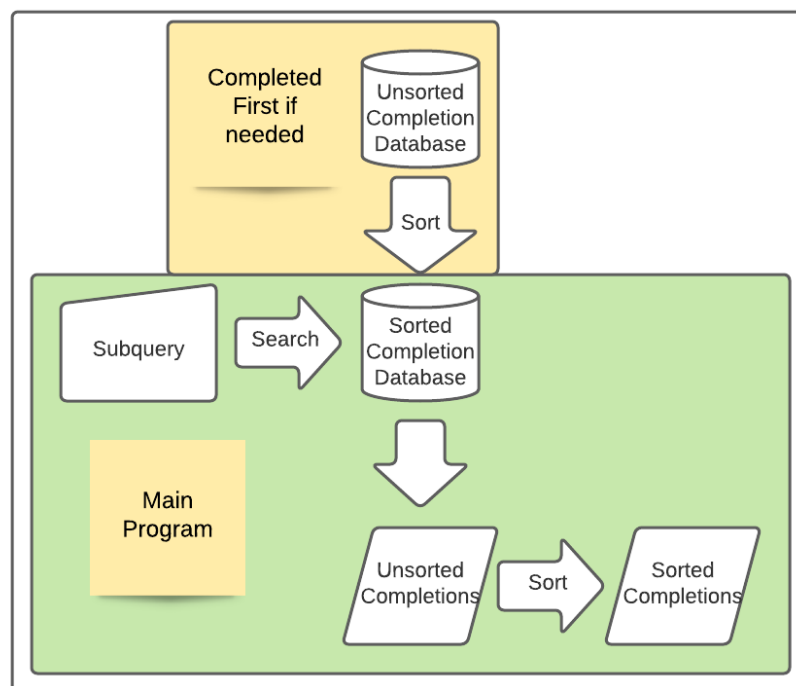 Completed
First if
needed
Unsorted
Completion
Database
Sort
Subquery
Search
Sorted
Completion
Database
Main
Program
Unsorted
Completions
Sort
Sorted
Completions